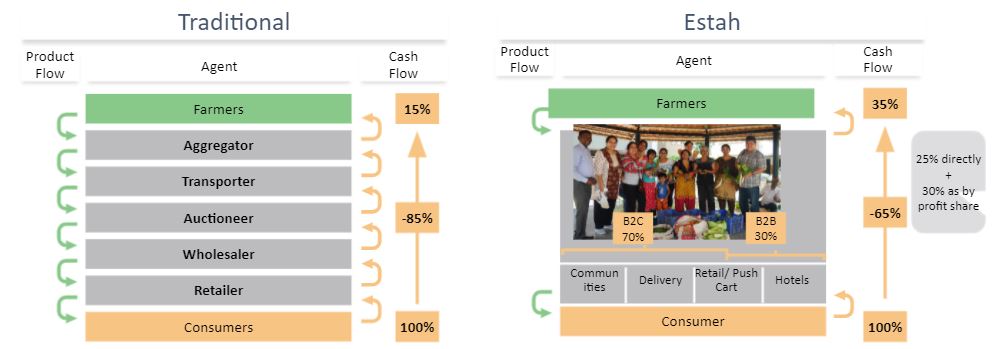 Traditional
Product
Flow
Agent
Cash
Flow
Farmers
15%
Aggregator
Transporter
Auctioneer
-85%
Wholesaler
Retailer
Consumers
100%
Estah
Product
Flow
Agent
Cash
Flow
Farmers
35%
25% directly
+
30% as by
profit share
-65%
B2C
70%
B2B
30%
Commun
ities
Delivery
Retail/ Push
Cart
Hotels
Consumer
100%